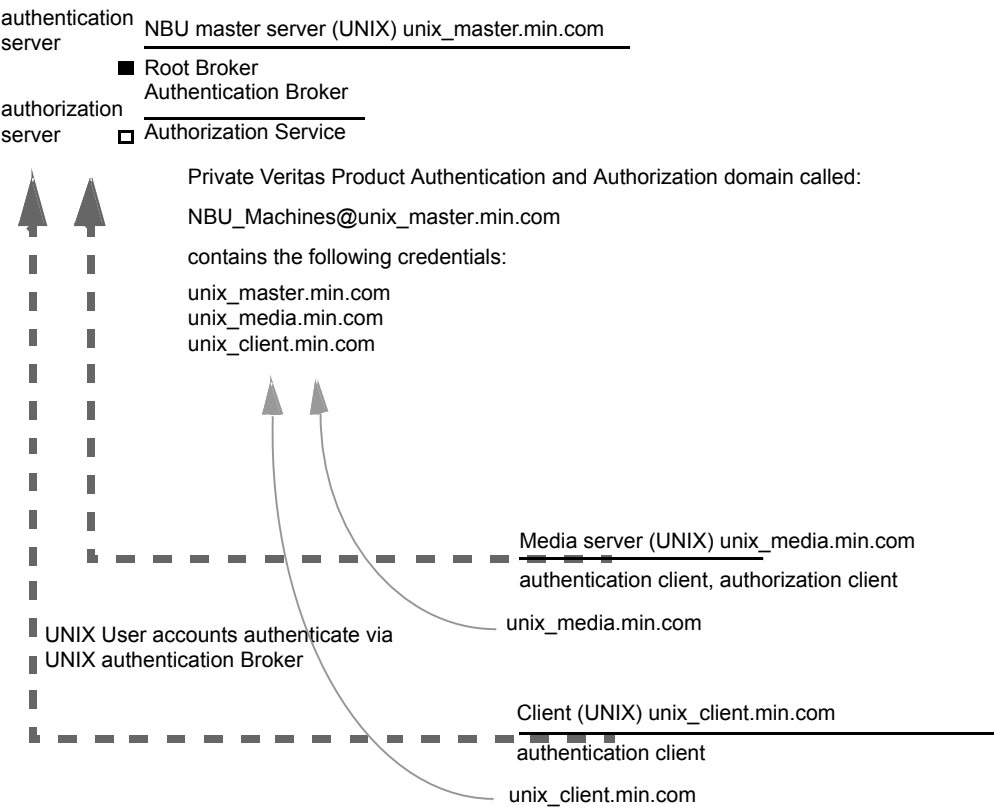 authentication
server
NBU master server (UNIX) unix_master.min.com
Root Broker
Authentication Broker
authorization
server
Authorization Service
Private Veritas Product Authentication and Authorization domain called:
NBU_Machines@unix_master.min.com
contains the following credentials:
unix_master.min.com
unix_media.min.com
unix_client.min.com
Media server (UNIX) unix_media.min.com
authentication client, authorization client
unix_media.min.com
UNIX User accounts authenticate via
UNIX authentication Broker
Client (UNIX) unix_client.min.com
authentication client
unix_client.min.com